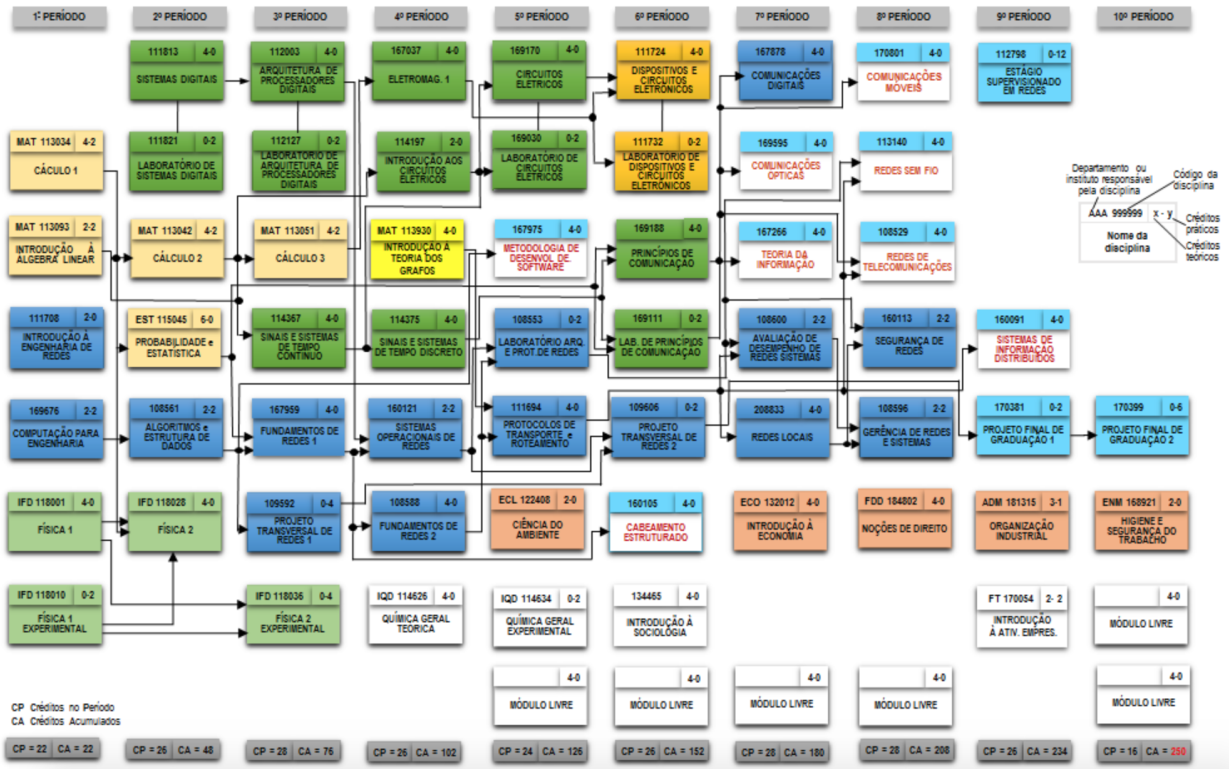 1º PERÍODO
2º PERÍODO
3º PERÍODO
4º PERÍODO
5º PERÍODO
6º PERÍODO
7º PERÍODO
8º PERÍODO
9º PERÍODO
10º PERÍODO
111813 4-0
SISTEMAS DIGITAIS
112003 4-0
ARQUITETURA DE
PROCESSADORES
DIGITAIS
167037 4-0
ELETROMAG. 1
169170 4-0
CIRCUITOS
ELETRICOS
111724 4-0
DISPOSITIVOS E
CIRCUITOS
ELETRÔNICOS
167878 4-0
COMUNICAÇÕES
DIGITAIS
170801 4-0
COMUNICAÇÕES
MÓVEIS
112798 0-12
ESTÁGIO
SUPERVISIONADO
EM REDES
MAT 113034 4-2
CÁLCULO 1
111821 0-2
LABORATÓRIO DE
SISTEMAS DIGITAIS
112127 0-2
LABORATÓRIO DE
ARQUITETURA DE
PROCESSADORES
DIGITAIS
114197 2-0
INTRODUÇÃO AOS
CIRCUITOS
ELETRICOS
169030 0-2
LABORATÓRIO DE
CIRCUITOS
ELETRICOS
111732 0-2
LABORATÓRIO DE
DISPOSITIVOS E
CIRCUITOS
ELETRÔNICOS
169595 4-0
COMUNICAÇÕES
OPTICAS
113140 4-0
REDES SEM FIO
Departamento ou
instituto responsável
pela disciplina
Código da
disciplina
AAA 999999 x - y
Nome da
disciplina
Créditos
práticos
Créditos
teóricos
MAT 113093 2-2
INTRODUÇÃO À
ALGEBRA LINEAR
MAT 113042 4-2
CÁLCULO 2
MAT 113051 4-2
CÁLCULO 3
MAT 113930 4-0
INTRODUÇÃO A
TEORIA DOS
GRAFOS
167975 4-0
METODOLOGIA DE
DESENVOL. DE
SOFTWARE
169188 4-0
PRINCÍPIOS DE
COMUNICAÇAO
167266 4-0
TEORIA DA
INFORMAÇÃO
108529 4-0
REDES DE
TELECOMUNICAÇÕES
111708 2-0
INTRODUÇÃO À
ENGENHARIA DE
REDES
EST 115045 6-0
PROBABILIDADE e
ESTATÍSTICA
114367 4-0
SINAIS E SISTEMAS
DE TEMPO
CONTINUO
114375 4-0
SINAIS E SISTEMAS
DE TEMPO DISCRETO
108553 0-2
LABORATÓRIO ARQ.
E PROT.DE REDES
169111 0-2
LAB. DE PRINCÍPIOS
DE COMUNICAÇÃO
108600 2-2
AVALIAÇÃO DE
DESEMPENHO DE
REDES SISTEMAS
160113 2-2
SEGURANÇA DE
REDES
160091 4-0
SISTEMAS DE
INFORMAÇÃO
DISTRIBUÍDOS
169676 2-2
COMPUTAÇÃO PARA
ENGENHARIA
108561 2-2
ALGORITMOS e
ESTRUTURA DE
DADOS
167959 4-0
FUNDAMENTOS DE
REDES 1
160121 2-2
SISTEMAS
OPERACIONAIS DE
REDES
111694 4-0
PROTOCOLOS DE
TRANSPORTE e
ROTEAMENTO
109606 0-2
PROJETO
TRANSVERSAL DE
REDES 2
208833 4-0
REDES LOCAIS
108596 2-2
GERÊNCIA DE REDES
E SISTEMAS
170381 0-2
PROJETO FINAL DE
GRADUAÇÃO 1
170399 0-6
PROJETO FINAL DE
GRADUAÇÃO 2
IFD 118001 4-0
FÍSICA 1
IFD 118028 4-0
FÍSICA 2
109592 0-4
PROJETO
TRANSVERSAL DE
REDES 1
108588 4-0
FUNDAMENTOS DE
REDES 2
ECL 122408 2-0
CIÊNCIA DO
AMBIENTE
160105 4-0
CABEAMENTO
ESTRUTURADO
ECO 132012 4-0
INTRODUÇÃO À
ECONOMIA
FDD 184802 4-0
NOÇÕES DE DIREITO
ADM 181315 3-1
ORGANIZAÇÃO
INDUSTRIAL
ENM 168921 2-0
HIGIENE E
SEGURANÇA DO
TRABALHO
IFD 118010 0-2
FÍSICA 1
EXPERIMENTAL
IFD 118036 0-4
FÍSICA 2
EXPERIMENTAL
IQD 114626 4-0
QUÍMICA GERAL
TEÓRICA
IQD 114634 0-2
QUÍMICA GERAL
EXPERIMENTAL
134465 4-0
INTRODUÇÃO À
SOCIOLOGIA
FT 170054 2- 2
INTRODUÇÃO
À ATIV. EMPRES.
4-0
MÓDULO LIVRE
4-0
MÓDULO LIVRE
4-0
MÓDULO LIVRE
4-0
MÓDULO LIVRE
4-0
MÓDULO LIVRE
4-0
MÓDULO LIVRE
CP Créditos no Período
CA Créditos Acumulados
CP = 22 CA = 22
CP = 26 CA = 48
CP = 28 CA = 76
CP = 26 CA = 102
CP = 24 CA = 126
CP = 26 CA = 152
CP = 28 CA = 180
CP = 28 CA = 208
CP = 26 CA = 234
CP = 16 CA = 250